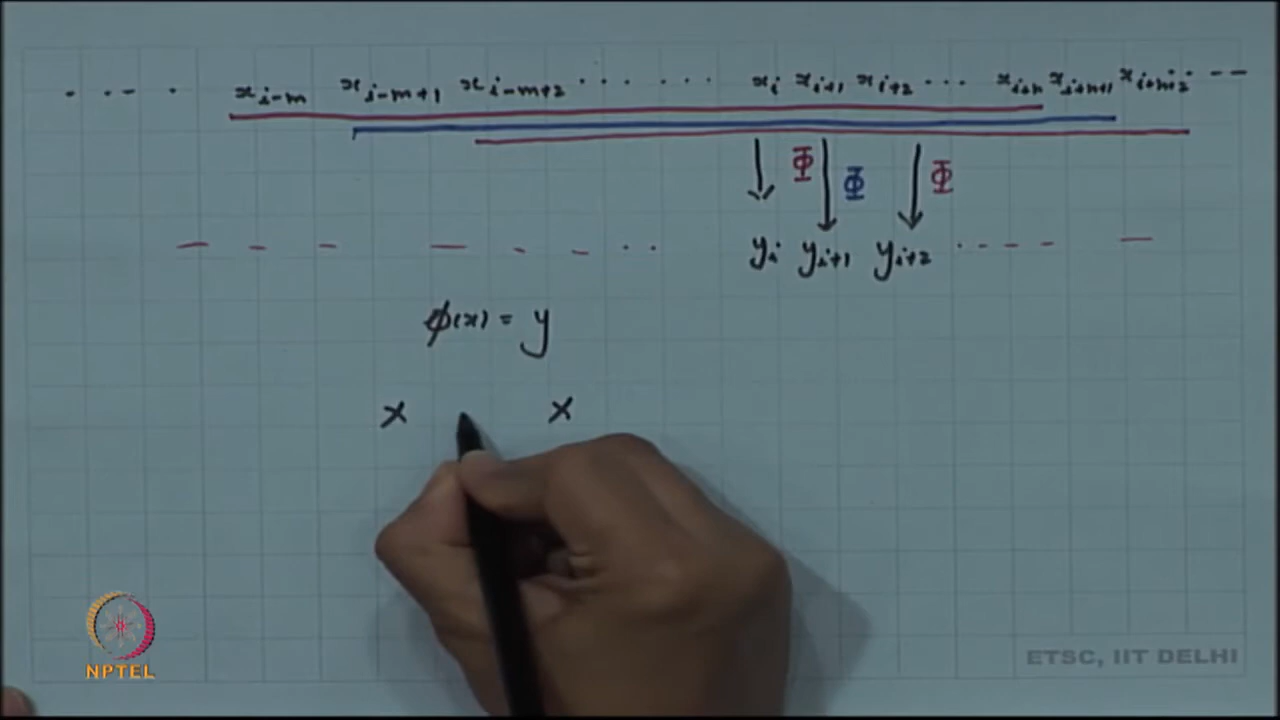 . -- . x_{i-m} x_{i-m+1} x_{i-m+2} ... ... x_i x_{i+1} x_{i+2} ... x_{i+n} x_{i+n+1} x_{i+n+2} . --
Φ Φ Φ
— - - — . - .. y_i y_{i+1} y_{i+2} .---- —
ϕ(x) = y
X X
NPTEL
ETSC, IIT DELHI